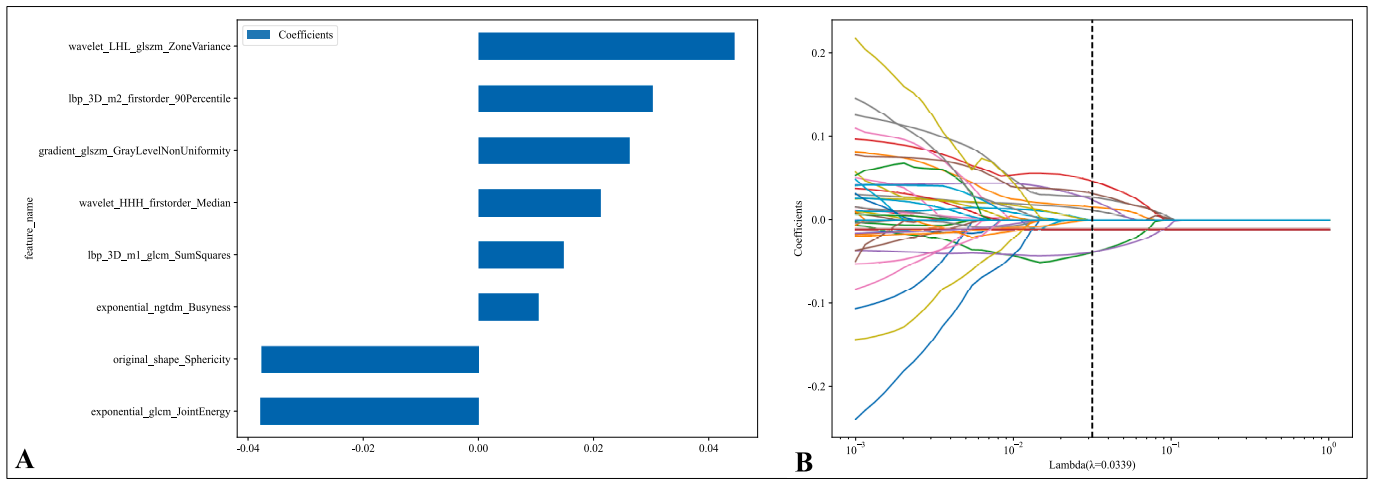 Coefficients
wavelet_LHL_glszm_ZoneVariance
lbp_3D_m2_firstorder_90Percentile
gradient_glszm_GrayLevelNonUniformity
wavelet_HHH_firstorder_Median
lbp_3D_m1_glcm_SumSquares
exponential_ngtdm_Busyness
original_shape_Sphericity
exponential_glcm_JointEnergy
feature_name
-0.04 -0.02 0.00 0.02 0.04
A
0.2
0.1
0.0
-0.1
-0.2
Coefficients
10−3 10−2 10−1 100
Lambda(λ=0.0339)
B